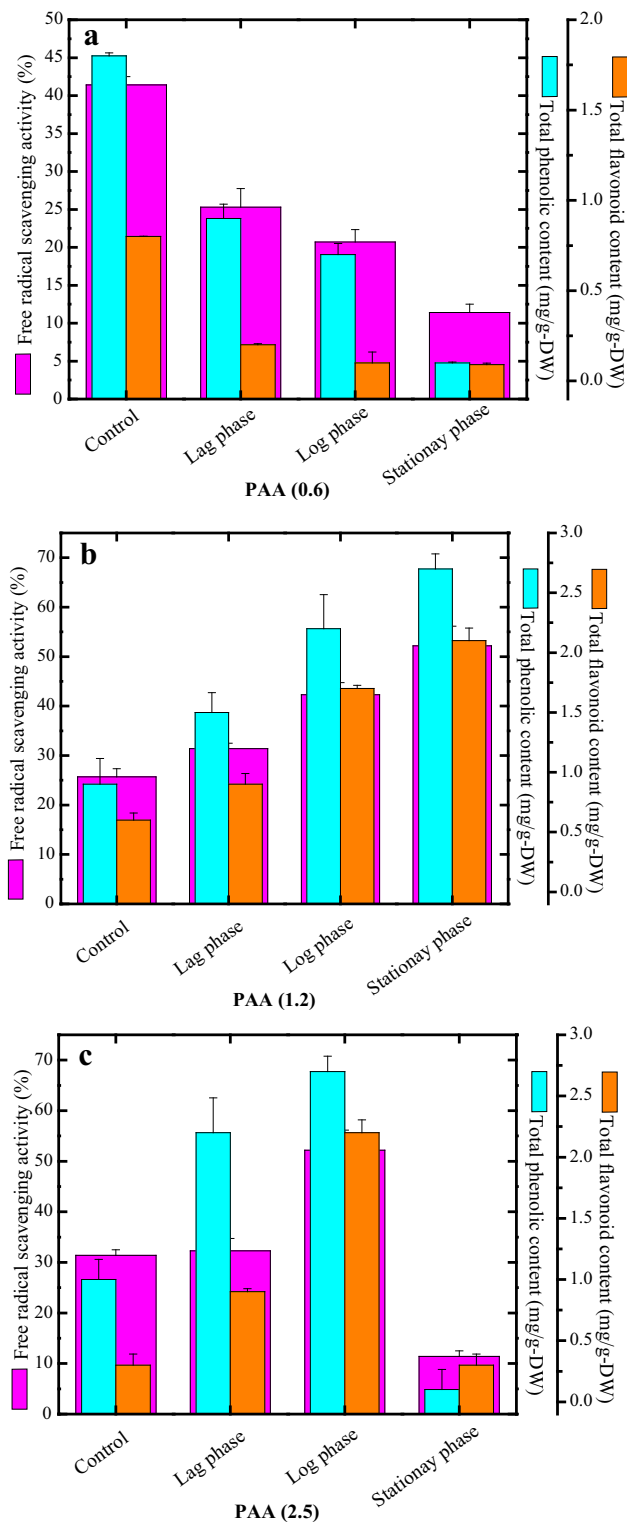 a
Free radical scavenging activity (%)
45
40
35
30
25
20
15
10
5
0
Control
Lag phase
Log phase
Stationay phase
PAA (0.6)
Total phenolic content (mg/g-DW)
2.0
1.5
1.0
0.5
0.0
Total flavonoid content (mg/g-DW)
b
Free radical scavenging activity (%)
70
60
50
40
30
20
10
0
Control
Lag phase
Log phase
Stationay phase
PAA (1.2)
Total phenolic content (mg/g-DW)
3.0
2.5
2.0
1.5
1.0
0.5
0.0
Total flavonoid content (mg/g-DW)
c
Free radical scavenging activity (%)
70
60
50
40
30
20
10
0
Control
Lag phase
Log phase
Stationay phase
PAA (2.5)
Total phenolic content (mg/g-DW)
3.0
2.5
2.0
1.5
1.0
0.5
0.0
Total flavonoid content (mg/g-DW)